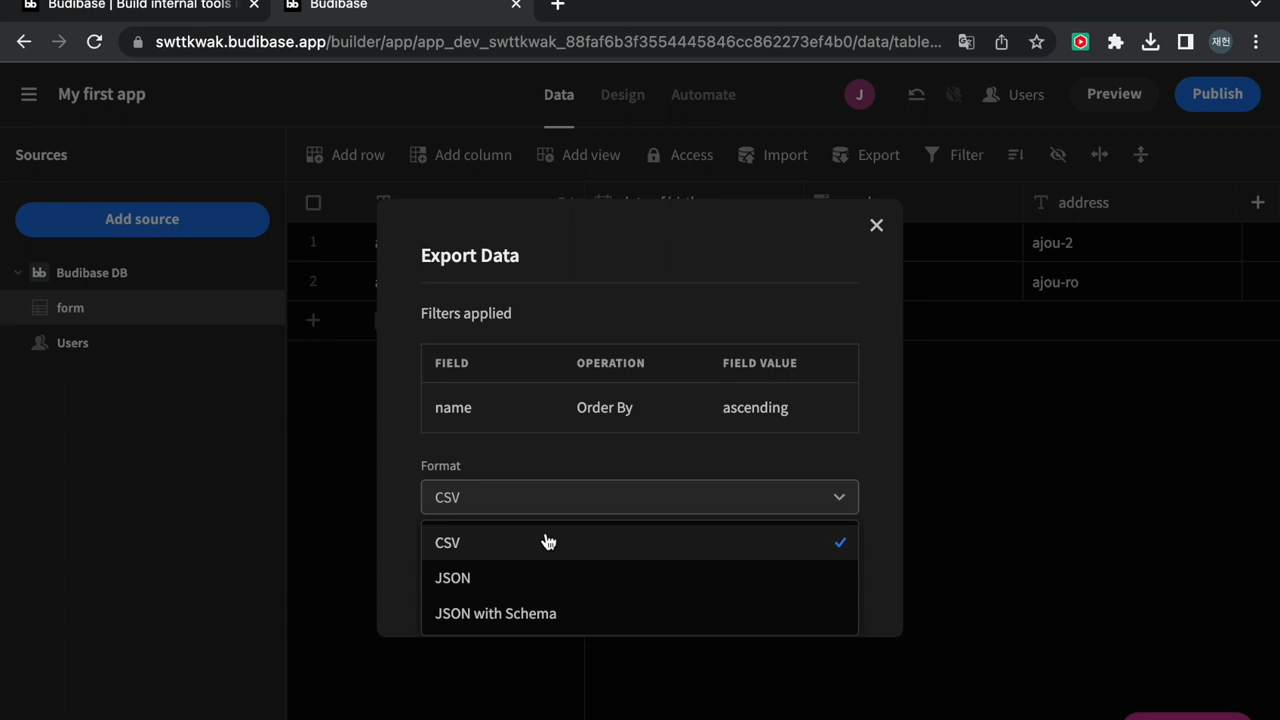 Budibase | Build internal tools
Budibase
swttkwak.budibase.app/builder/app/app_dev_swttkwak_88faf6b3f3554445846cc862273ef4b0/data/table...
재헌
My first app
Data
Design
Automate
J
Users
Preview
Publish
Sources
Add row
Add column
Add view
Access
Import
Export
Filter
Add source
address
1
ajou-2
2
ajou-ro
bb
Budibase DB
form
Users
Export Data
Filters applied
FIELD
OPERATION
FIELD VALUE
name
Order By
ascending
Format
CSV
CSV
JSON
JSON with Schema